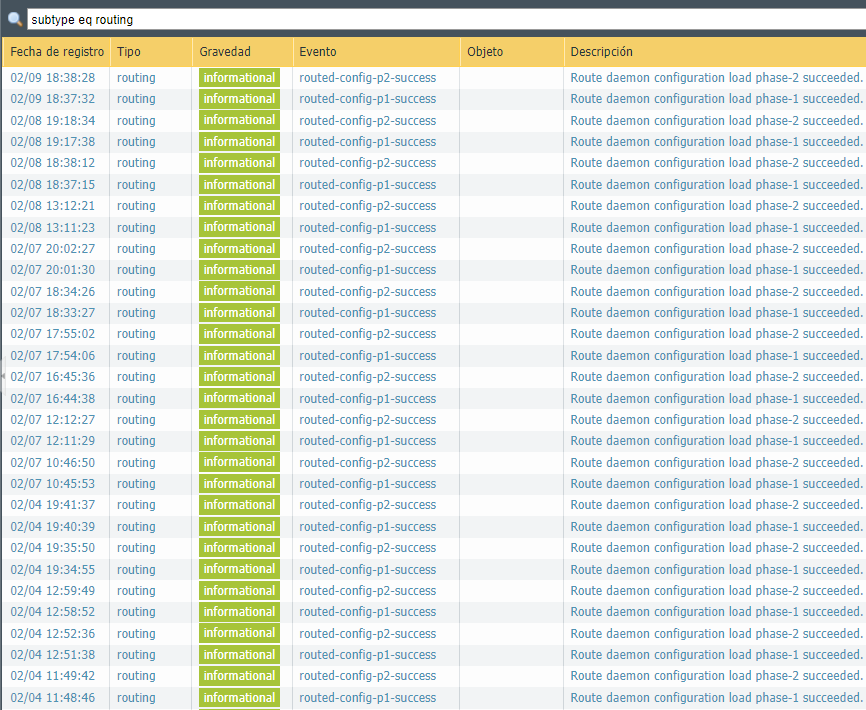 subtype eq routing
Fecha de registro Tipo Gravedad Evento Objeto Descripción
02/09 18:38:28 routing informational routed-config-p2-success Route daemon configuration load phase-2 succeeded.
02/09 18:37:32 routing informational routed-config-p1-success Route daemon configuration load phase-1 succeeded.
02/08 19:18:34 routing informational routed-config-p2-success Route daemon configuration load phase-2 succeeded.
02/08 19:17:38 routing informational routed-config-p1-success Route daemon configuration load phase-1 succeeded.
02/08 18:38:12 routing informational routed-config-p2-success Route daemon configuration load phase-2 succeeded.
02/08 18:37:15 routing informational routed-config-p1-success Route daemon configuration load phase-1 succeeded.
02/08 13:12:21 routing informational routed-config-p2-success Route daemon configuration load phase-2 succeeded.
02/08 13:11:23 routing informational routed-config-p1-success Route daemon configuration load phase-1 succeeded.
02/07 20:02:27 routing informational routed-config-p2-success Route daemon configuration load phase-2 succeeded.
02/07 20:01:30 routing informational routed-config-p1-success Route daemon configuration load phase-1 succeeded.
02/07 18:34:26 routing informational routed-config-p2-success Route daemon configuration load phase-2 succeeded.
02/07 18:33:27 routing informational routed-config-p1-success Route daemon configuration load phase-1 succeeded.
02/07 17:55:02 routing informational routed-config-p2-success Route daemon configuration load phase-2 succeeded.
02/07 17:54:06 routing informational routed-config-p1-success Route daemon configuration load phase-1 succeeded.
02/07 16:45:36 routing informational routed-config-p2-success Route daemon configuration load phase-2 succeeded.
02/07 16:44:38 routing informational routed-config-p1-success Route daemon configuration load phase-1 succeeded.
02/07 12:12:27 routing informational routed-config-p2-success Route daemon configuration load phase-2 succeeded.
02/07 12:11:29 routing informational routed-config-p1-success Route daemon configuration load phase-1 succeeded.
02/07 10:46:50 routing informational routed-config-p2-success Route daemon configuration load phase-2 succeeded.
02/07 10:45:53 routing informational routed-config-p1-success Route daemon configuration load phase-1 succeeded.
02/04 19:41:37 routing informational routed-config-p2-success Route daemon configuration load phase-2 succeeded.
02/04 19:40:39 routing informational routed-config-p1-success Route daemon configuration load phase-1 succeeded.
02/04 19:35:50 routing informational routed-config-p2-success Route daemon configuration load phase-2 succeeded.
02/04 19:34:55 routing informational routed-config-p1-success Route daemon configuration load phase-1 succeeded.
02/04 12:59:49 routing informational routed-config-p2-success Route daemon configuration load phase-2 succeeded.
02/04 12:58:52 routing informational routed-config-p1-success Route daemon configuration load phase-1 succeeded.
02/04 12:52:36 routing informational routed-config-p2-success Route daemon configuration load phase-2 succeeded.
02/04 12:51:38 routing informational routed-config-p1-success Route daemon configuration load phase-1 succeeded.
02/04 11:49:42 routing informational routed-config-p2-success Route daemon configuration load phase-2 succeeded.
02/04 11:48:46 routing informational routed-config-p1-success Route daemon configuration load phase-1 succeeded.